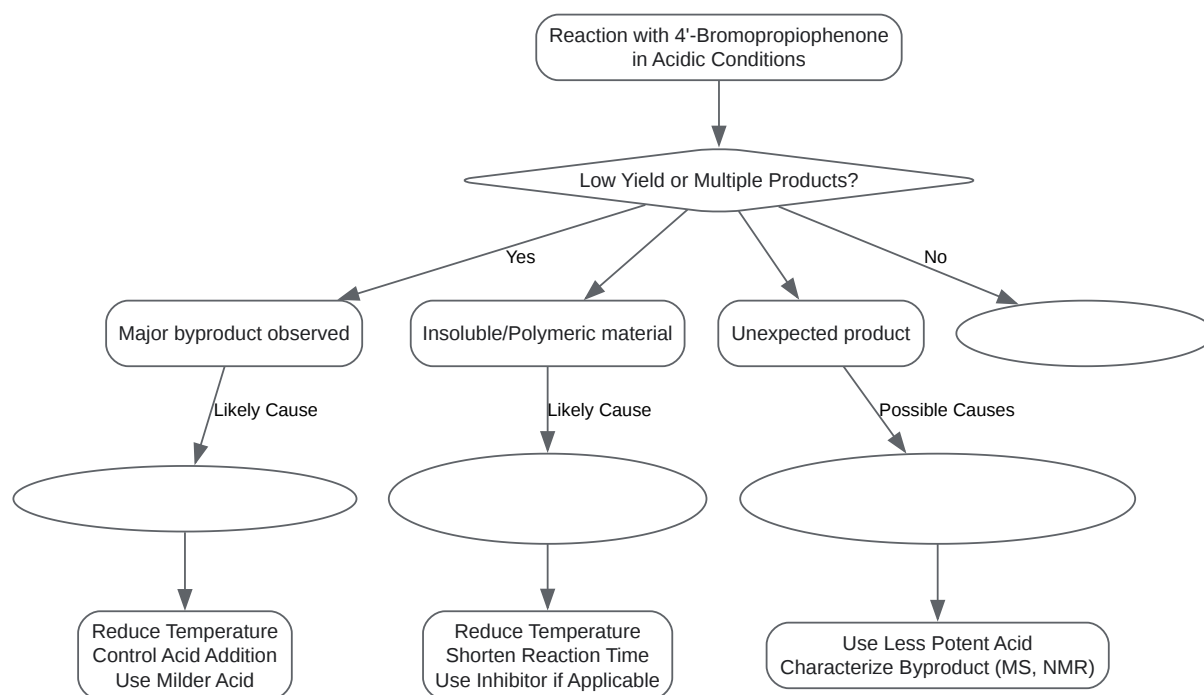 Reaction with 4'-Bromopropiophenone
in Acidic Conditions
Low Yield or Multiple Products?
Yes
No
Major byproduct observed
Insoluble/Polymeric material
Unexpected product
Likely Cause
Likely Cause
Possible Causes
Reduce Temperature
Control Acid Addition
Use Milder Acid
Reduce Temperature
Shorten Reaction Time
Use Inhibitor if Applicable
Use Less Potent Acid
Characterize Byproduct (MS, NMR)